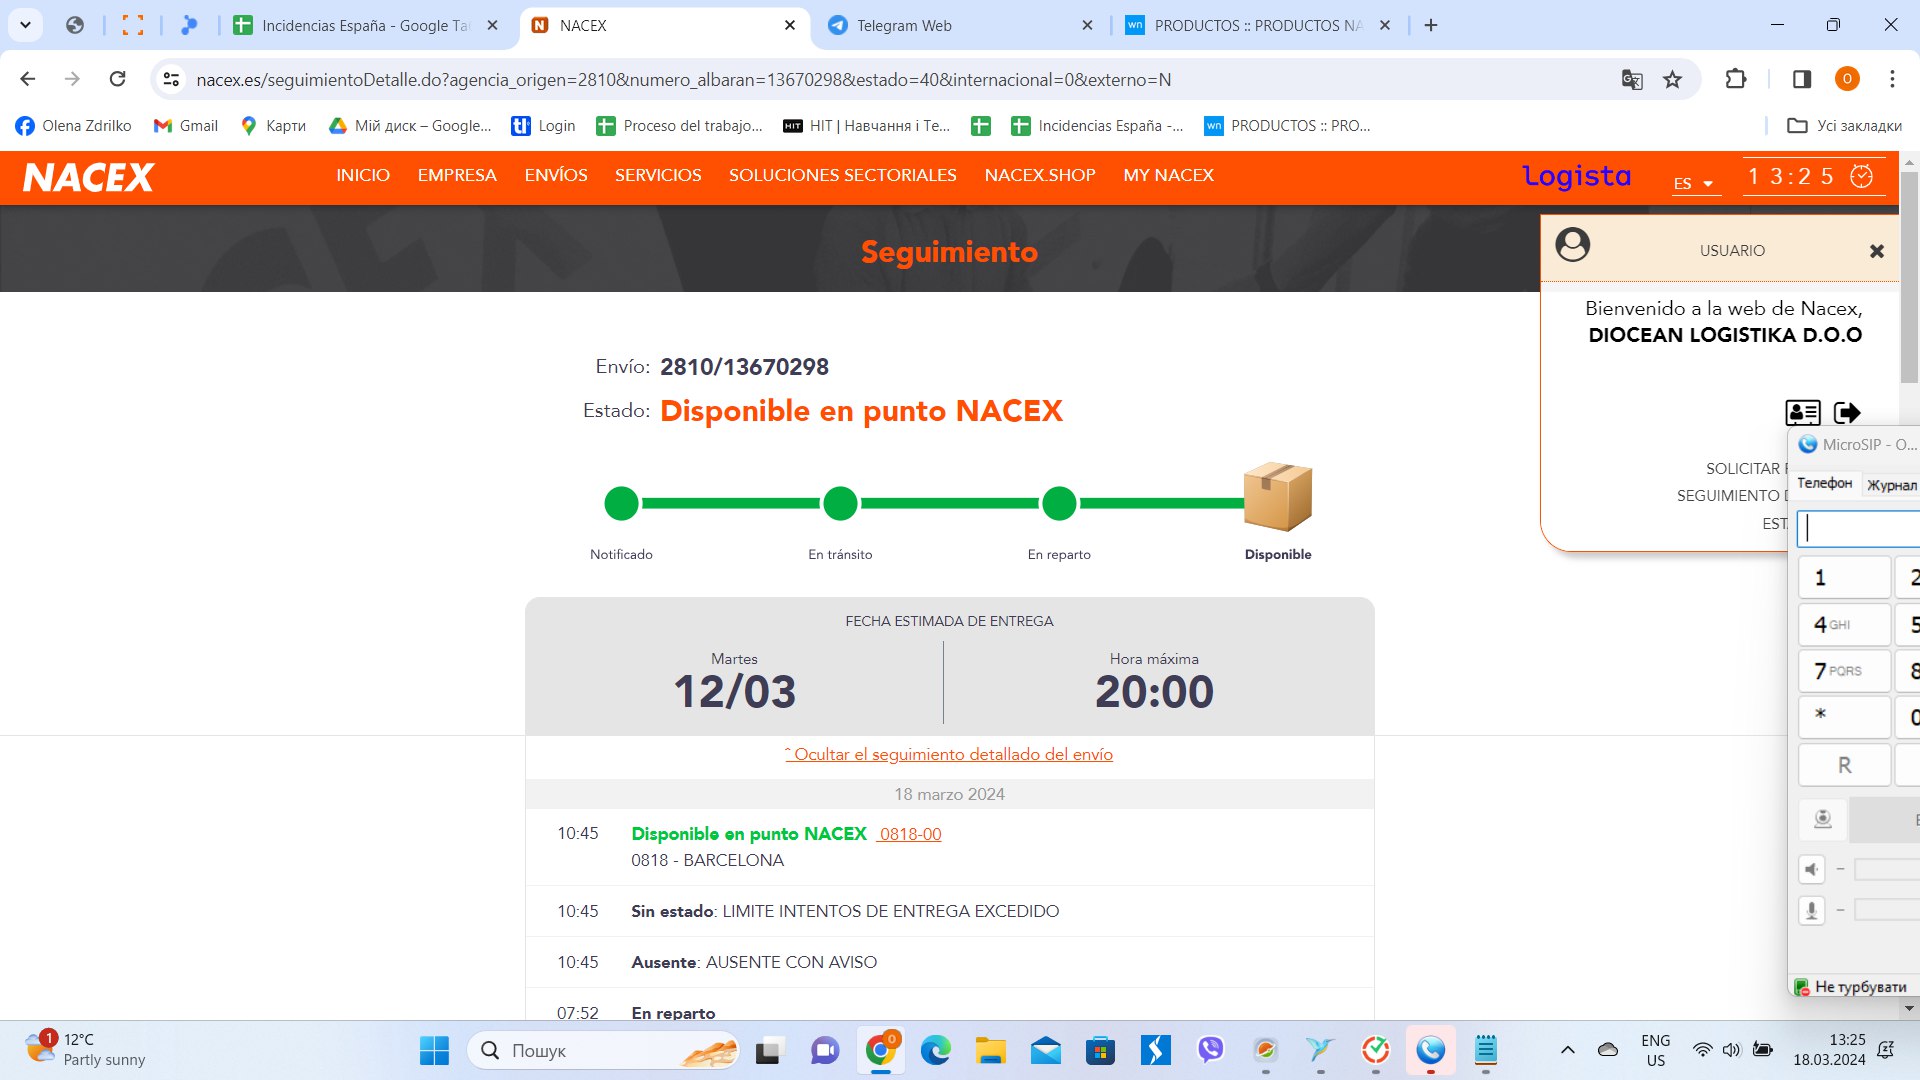 Incidencias España - Google Ta
NACEX
Telegram Web
PRODUCTOS :: PRODUCTOS NA
nacex.es/seguimientoDetalle.do?agencia_origen=2810&numero_albaran=13670298&estado=40&internacional=0&externo=N
O
Olena Zdrilko
Gmail
Карти
Мій диск – Google...
Login
Proceso del trabajo...
HIT | Навчання і Те...
Incidencias España -...
wn PRODUCTOS :: PRO...
Усі закладки
NACEX
INICIO
EMPRESA
ENVÍOS
SERVICIOS
SOLUCIONES SECTORIALES
NACEX.SHOP
MY NACEX
logista
ES
13:25
Seguimiento
USUARIO
Bienvenido a la web de Nacex,
DIOCEAN LOGISTIKA D.O.O
Envío: 2810/13670298
Estado: Disponible en punto NACEX
SOLICITAR
SEGUIMIENTO
EST
Notificado
En tránsito
En reparto
Disponible
FECHA ESTIMADA DE ENTREGA
Martes
12/03
Hora máxima
20:00
ˆ Ocultar el seguimiento detallado del envío
18 marzo 2024
10:45 Disponible en punto NACEX 0818-00
0818 - BARCELONA
10:45 Sin estado: LIMITE INTENTOS DE ENTREGA EXCEDIDO
10:45 Ausente: AUSENTE CON AVISO
07:52 En reparto
MicroSIP - O...
Телефон
Журнал
1
2
4 GHI
5
7 PQRS
8
*
0
R
Не турбувати
1
12°C
Partly sunny
Пошук
ENG
US
13:25
18.03.2024